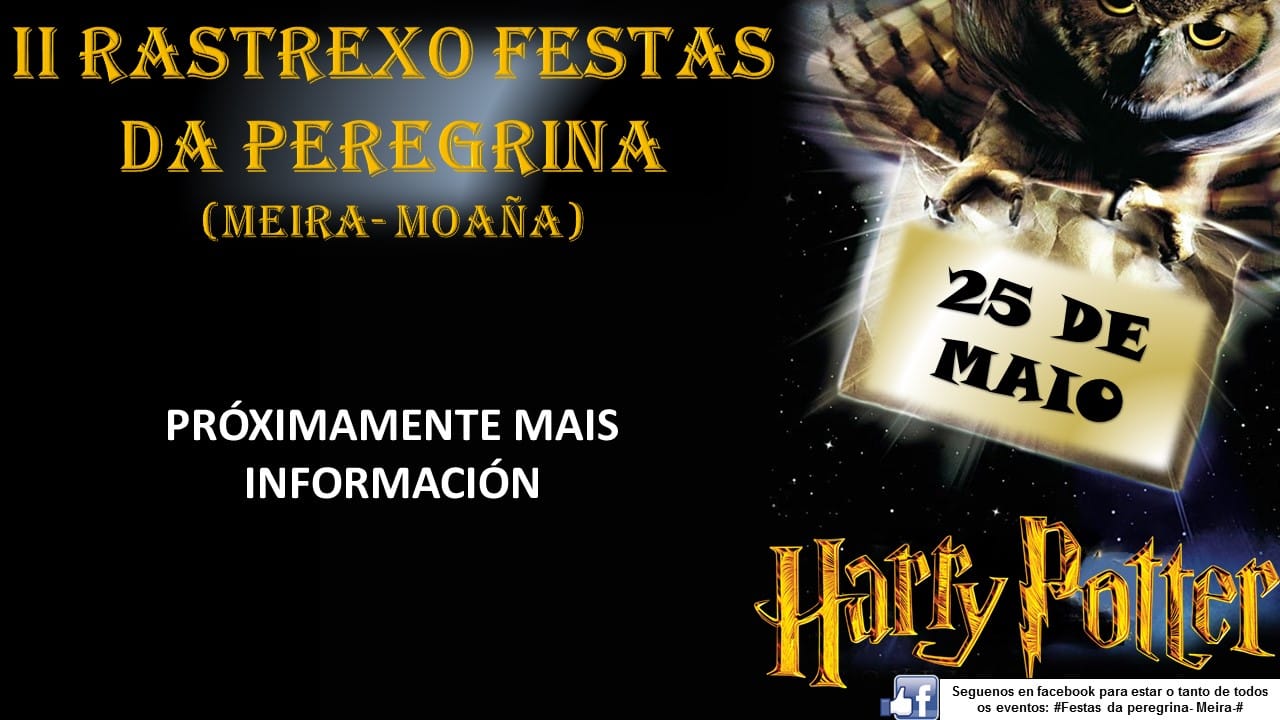 II RASTREXO FESTAS
DA PEREGRINA
(MEIRA- MOAÑA)
25 DE
MAIO
PRÓXIMAMENTE MAIS
INFORMACIÓN
Harry Potter
Seguenos en facebook para estar o tanto de todos
os eventos: #Festas da peregrina- Meira-#